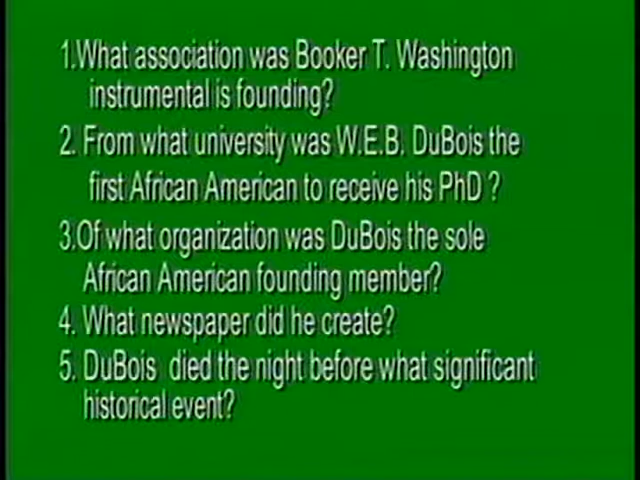 1.What association was Booker T. Washington
instrumental is founding?
2. From what university was W.E.B. DuBois the
first African American to receive his PhD ?
3.Of what organization was DuBois the sole
African American founding member?
4. What newspaper did he create?
5. DuBois died the night before what significant
historical event?